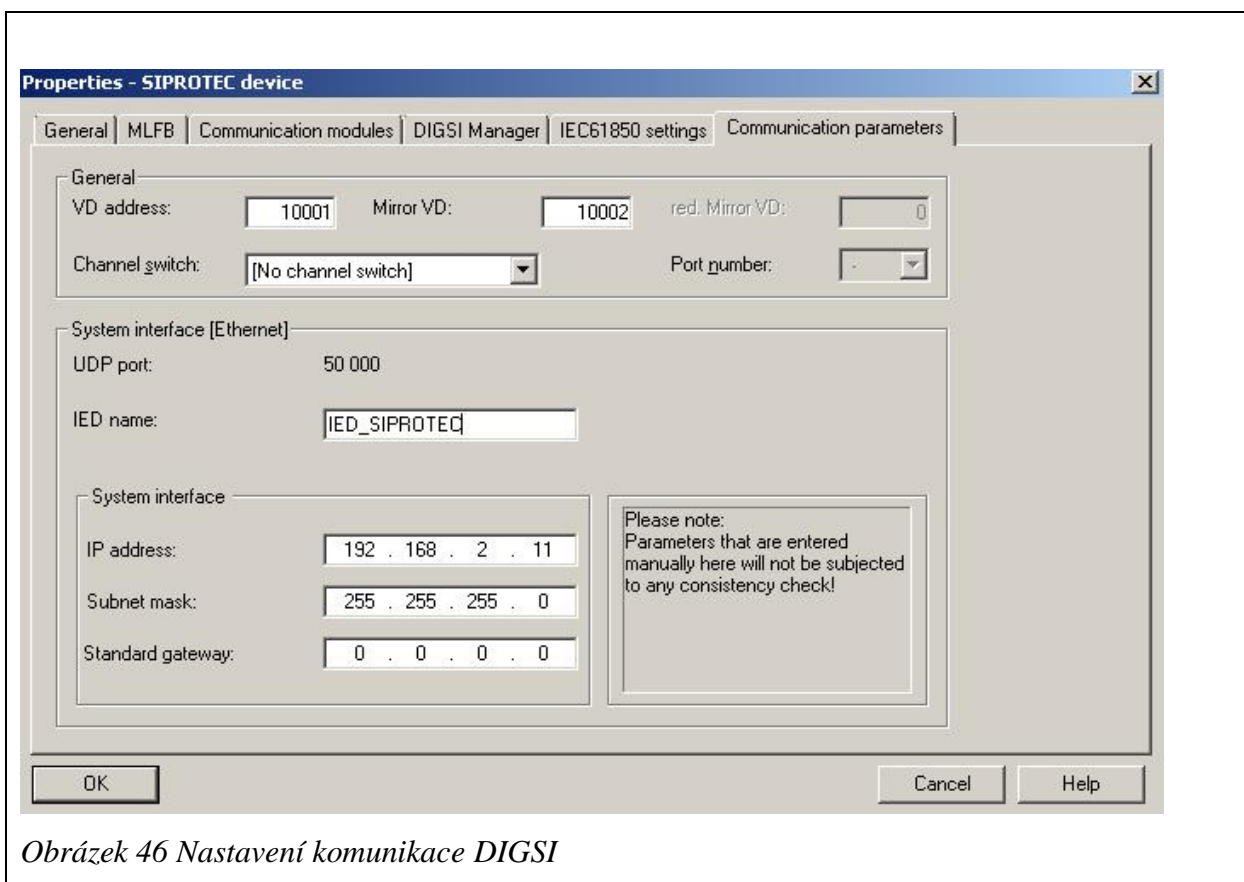 Properties - SIPROTEC device
General MLFB Communication modules DIGSI Manager IEC61850 settings Communication parameters
General
VD address: 10001 Mirror VD: 10002 red. Mirror VD: 0
Channel switch: [No channel switch] Port number: -
System interface [Ethernet]
UDP port: 50 000
IED name: IED_SIPROTEC
System interface
IP address: 192 . 168 . 2 . 11
Subnet mask: 255 . 255 . 255 . 0
Standard gateway: 0 . 0 . 0 . 0
Please note:
Parameters that are entered
manually here will not be subjected
to any consistency check!
OK Cancel Help
Obrázek 46 Nastavení komunikace DIGSI